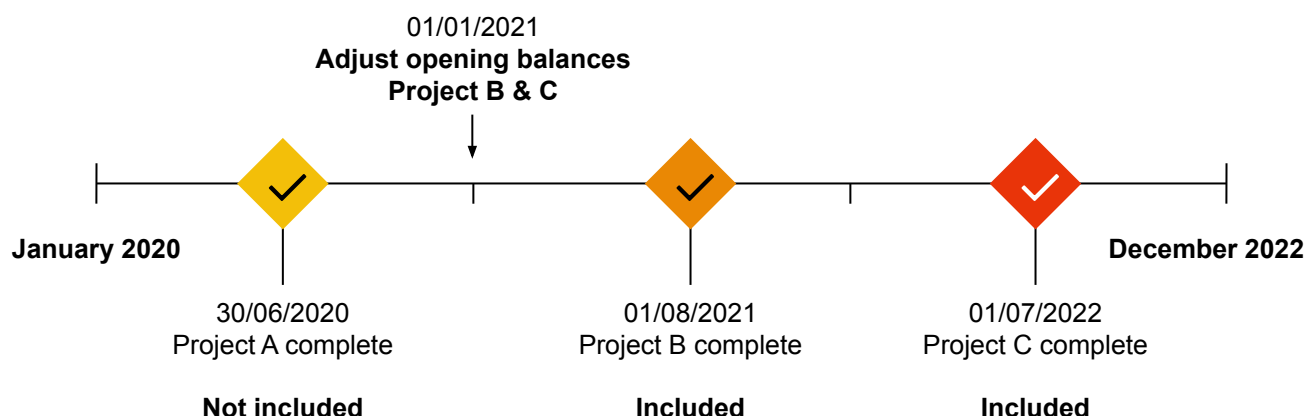 01/01/2021
Adjust opening balances
Project B & C
January 2020
December 2022
30/06/2020
Project A complete
Not included
01/08/2021
Project B complete
Included
01/07/2022
Project C complete
Included